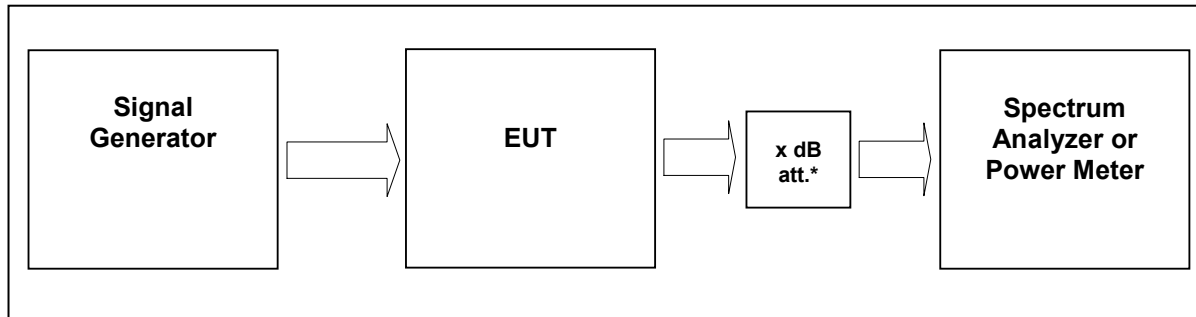 Signal
Generator
EUT
x dB
att.*
Spectrum
Analyzer or
Power Meter